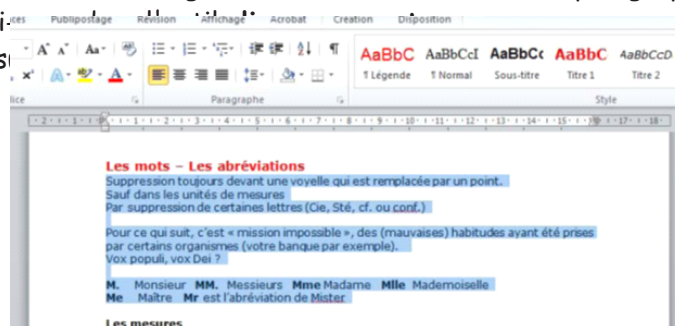 Publipostage Révision Affichage Acrobat Création Disposition
AaBbC AaBbCcI AaBbCc AaBbC AaBbCcD
¶ Légende ¶ Normal Sous-titre Titre 1 Titre 2
Paragraphe Style
Les mots – Les abréviations
Suppression toujours devant une voyelle qui est remplacée par un point.
Sauf dans les unités de mesures
Par suppression de certaines lettres (Cie, Sté, cf. ou conf.)
Pour ce qui suit, c'est « mission impossible », des (mauvaises) habitudes ayant été prises
par certains organismes (votre banque par exemple).
Vox populi, vox Dei ?
M. Monsieur MM. Messieurs Mme Madame Mlle Mademoiselle
Me Maître Mr est l'abréviation de Mister
Les mesures